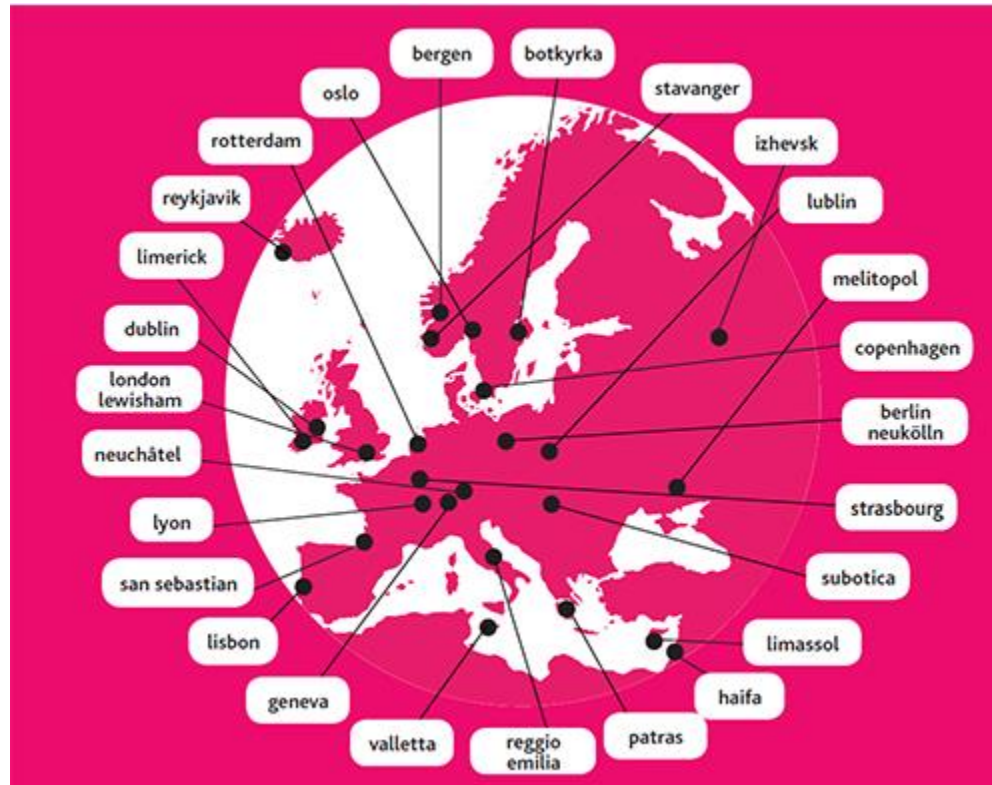 bergen
botkyrka
oslo
stavanger
rotterdam
izhevsk
reykjavik
lublin
limerick
melitopol
dublin
copenhagen
london
lewisham
berlin
neukölln
neuchâtel
strasbourg
lyon
san sebastian
subotica
lisbon
limassol
geneva
haifa
valletta
reggio
emilia
patras